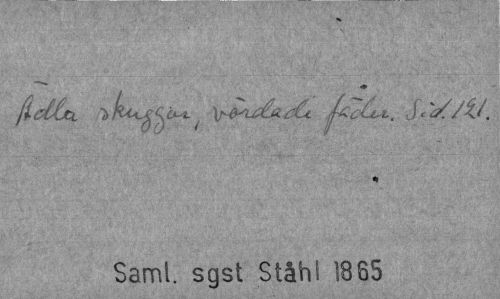 Ädla skuggor, vördade fäder. Sid. 121.
Saml. sgst Ståhl 1865